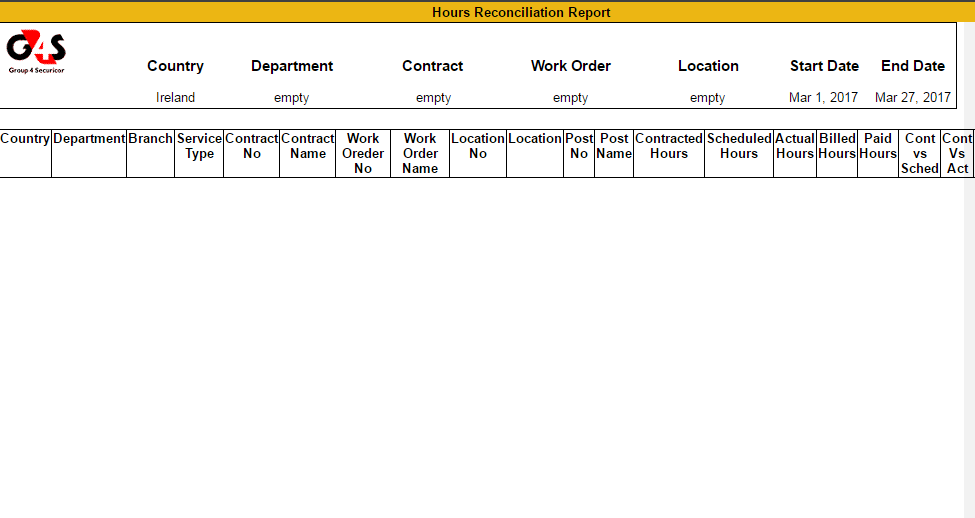 Hours Reconciliation Report
G4S
Group 4 Securicor
Country Department Contract Work Order Location Start Date End Date
Ireland empty empty empty empty Mar 1, 2017 Mar 27, 2017
Country Department Branch Service Contract Contract Work Work Location Location Post Post Contracted Scheduled Actual Billed Paid Cont Cont
Type No Name Oreder Order No No Name Hours Hours Hours Hours Hours vs Vs
No Name Sched Act